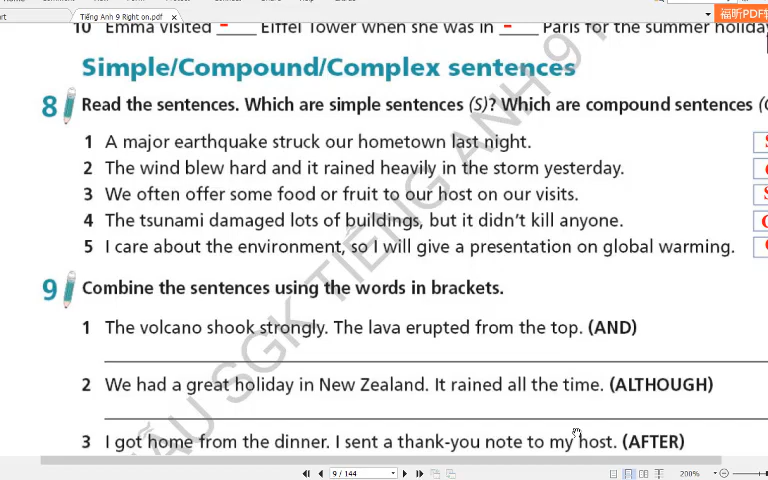 Tiếng Anh 9 Right on.pdf ×
10 Emma visited - Eiffel Tower when she was in - Paris for the summer holiday
Simple/Compound/Complex sentences
8 Read the sentences. Which are simple sentences (S)? Which are compound sentences
1 A major earthquake struck our hometown last night.
2 The wind blew hard and it rained heavily in the storm yesterday.
3 We often offer some food or fruit to our host on our visits.
4 The tsunami damaged lots of buildings, but it didn't kill anyone.
5 I care about the environment, so I will give a presentation on global warming.
9 Combine the sentences using the words in brackets.
1 The volcano shook strongly. The lava erupted from the top. (AND)
2 We had a great holiday in New Zealand. It rained all the time. (ALTHOUGH)
3 I got home from the dinner. I sent a thank-you note to my host. (AFTER)
MẪU SGK TIẾNG ANH 9
9 / 144
200%